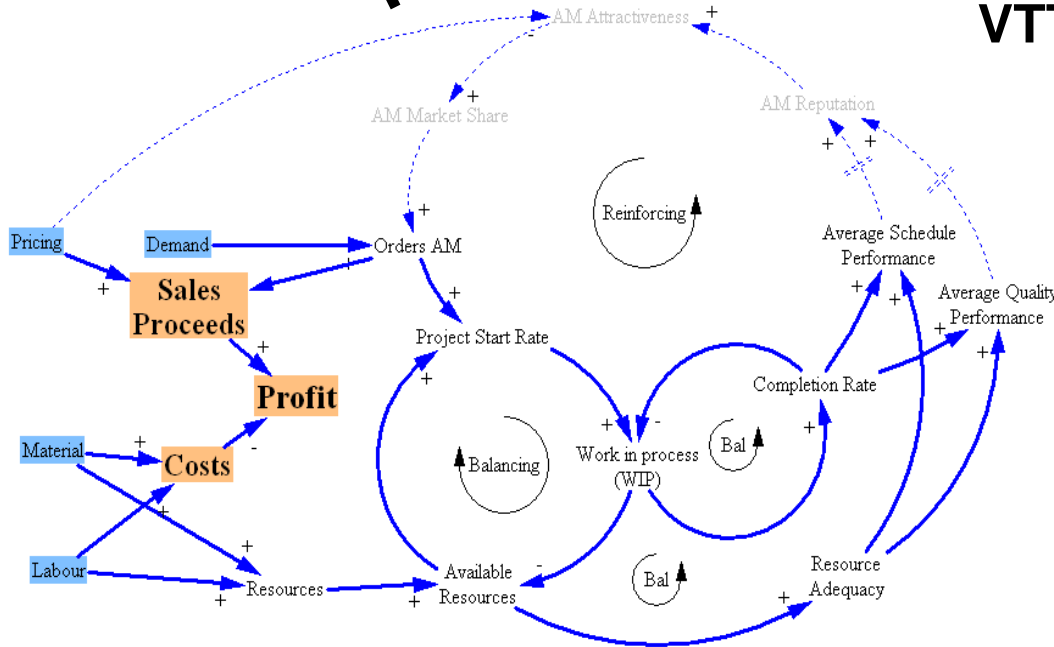 AM Attractiveness
+
VTT
-
+
AM Market Share
AM Reputation
+
+
+
Reinforcing
Pricing
Demand
Orders AM
+
+
Average Schedule
Performance
+
Sales
Proceeds
+
+
+
Average Quality
Performance
+
Project Start Rate
+
+
+
Profit
Completion Rate
+
-
+
-
+
Material
+
Costs
Balancing
Work in process
(WIP)
Bal
+
+
Labour
+
Resources
+
Available
Resources
-
Bal
+
Resource
Adequacy